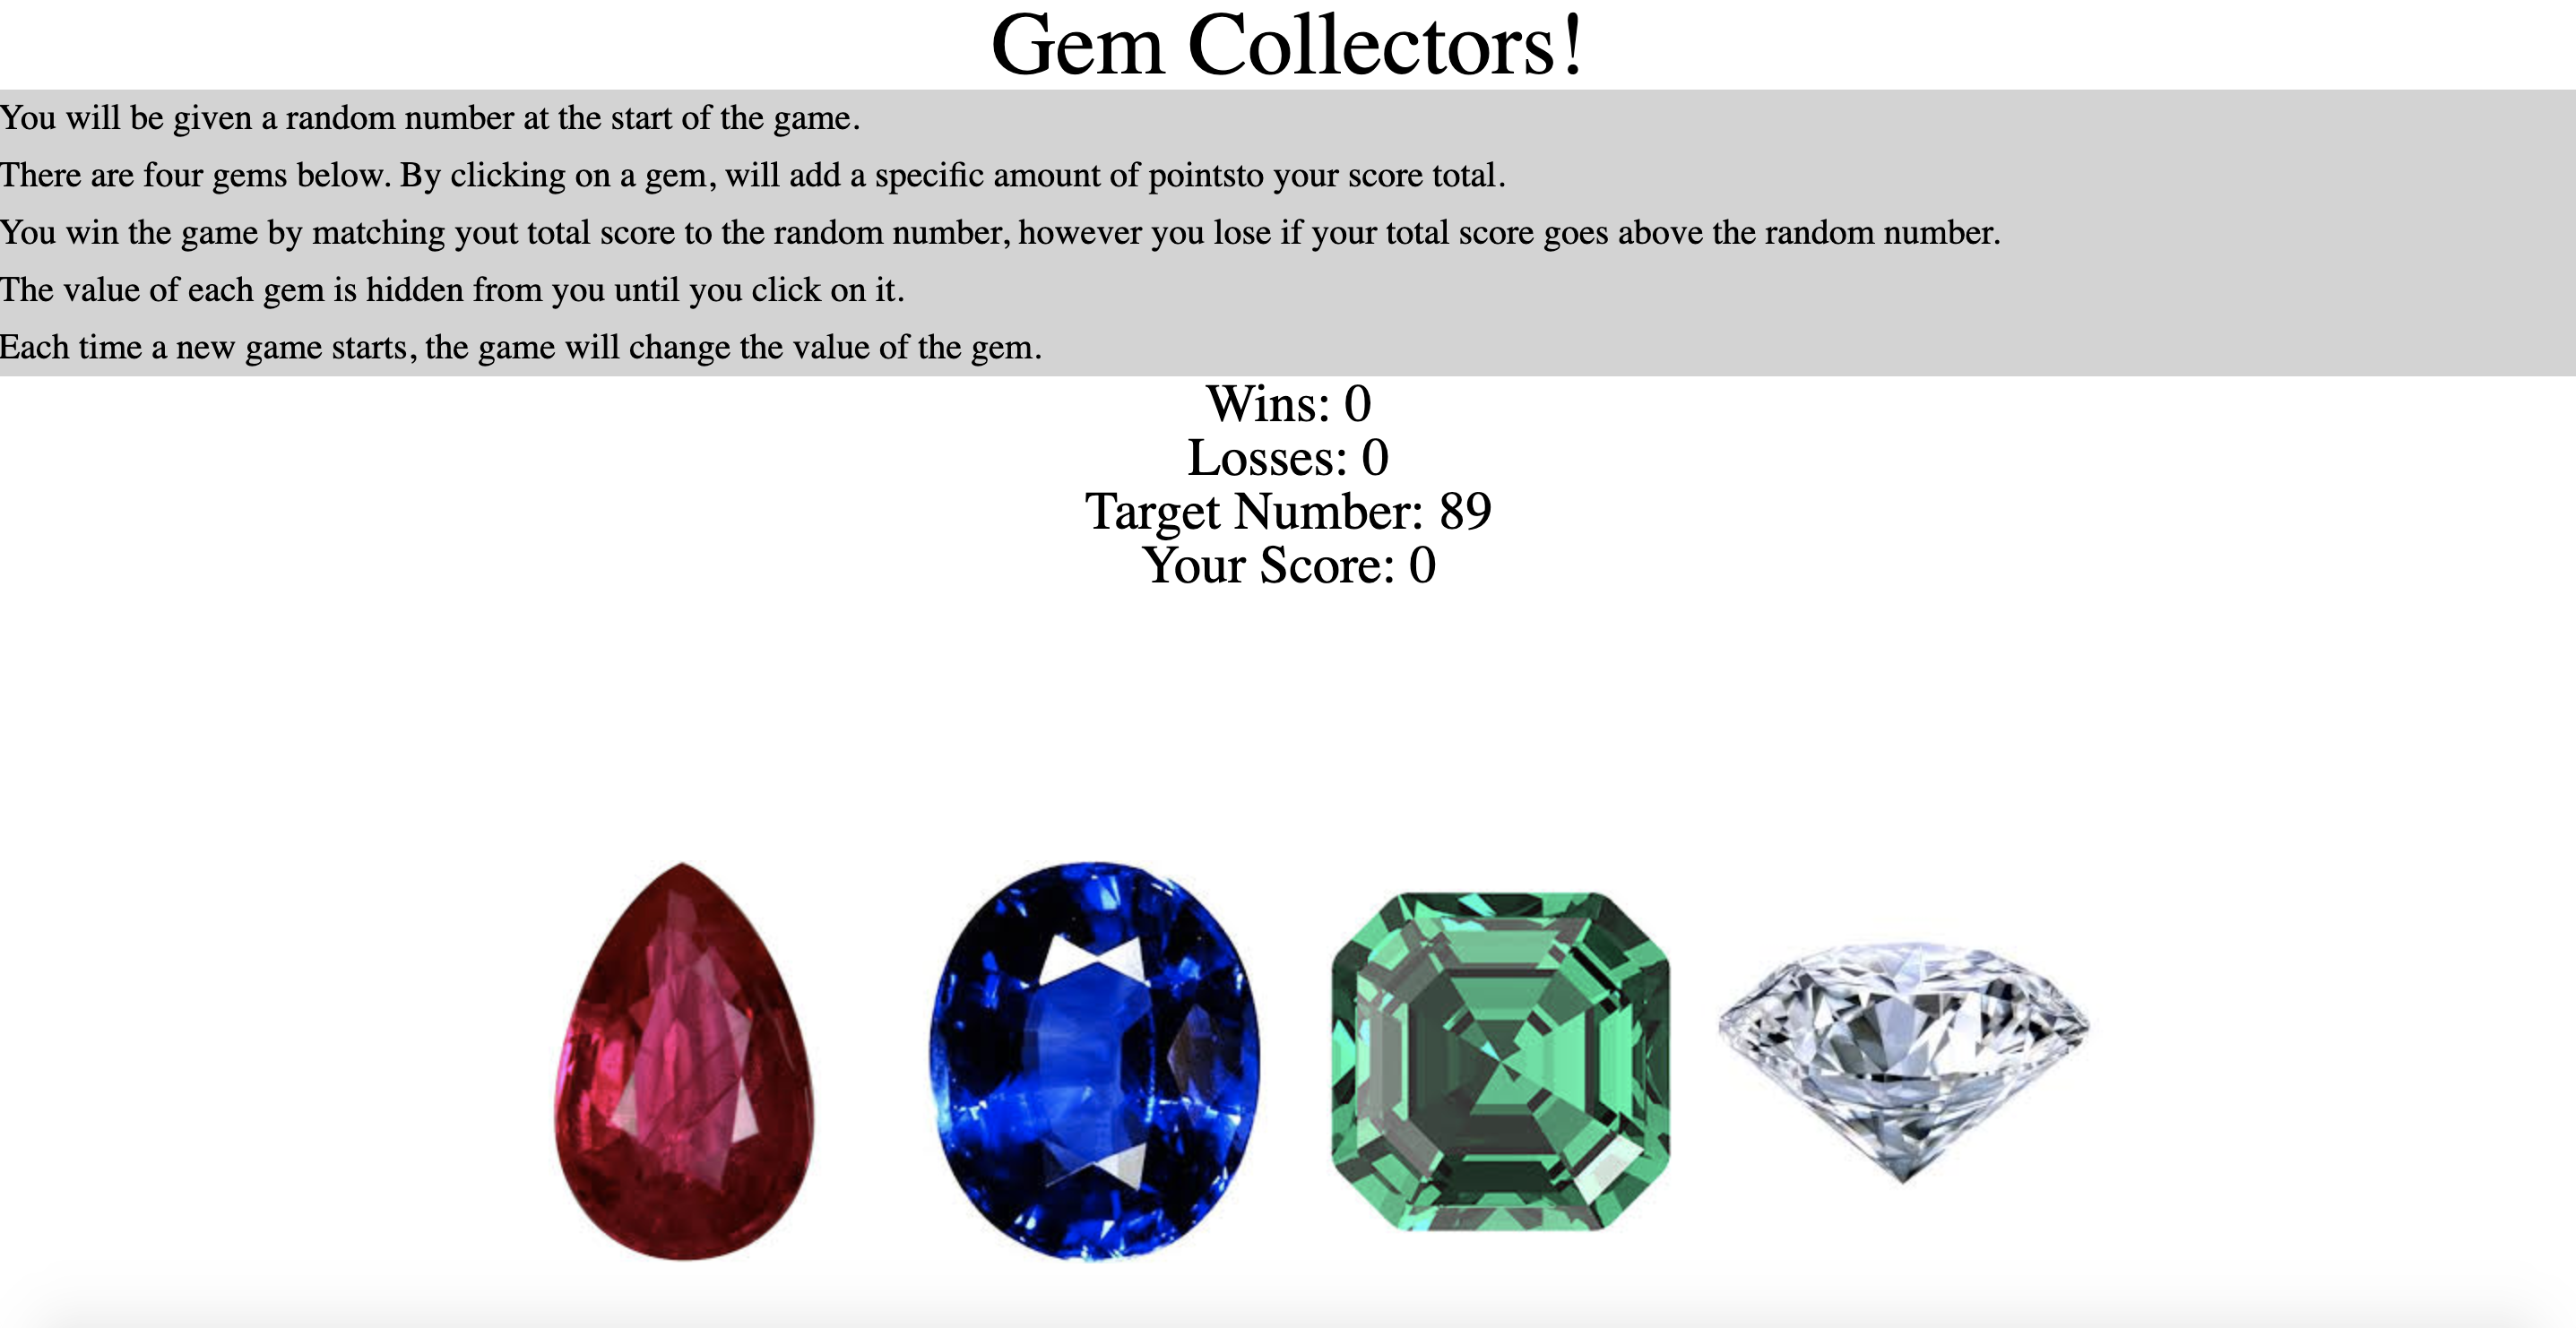 Gem Collectors!
You will be given a random number at the start of the game.
There are four gems below. By clicking on a gem, will add a specific amount of pointsto your score total.
You win the game by matching yout total score to the random number, however you lose if your total score goes above the random number.
The value of each gem is hidden from you until you click on it.
Each time a new game starts, the game will change the value of the gem.
Wins: 0
Losses: 0
Target Number: 89
Your Score: 0